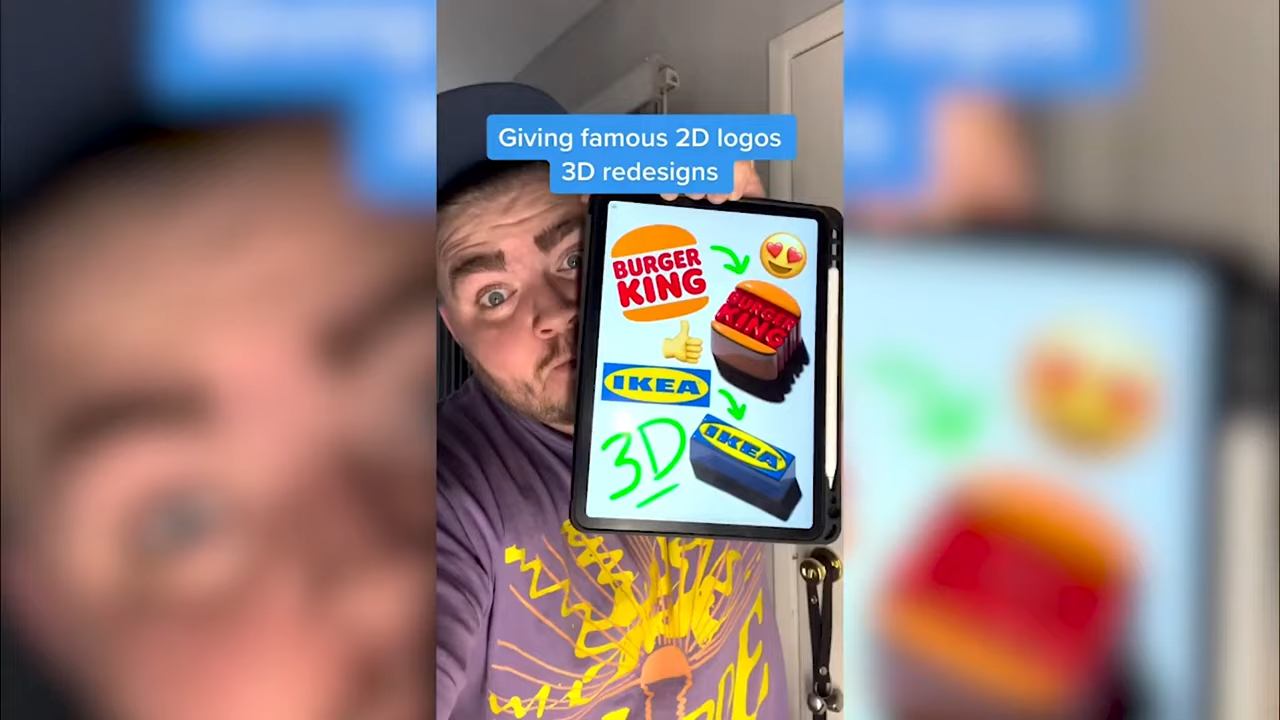 Giving famous 2D logos
3D redesigns
BURGER
KING
BURGER
KING
IKEA
IKEA
3D